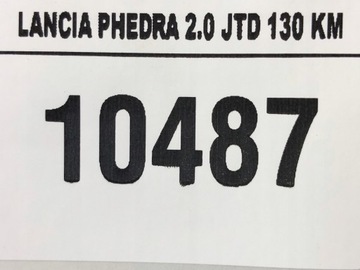 LANCIA PHEDRA 2.0 JTD 130 KM
10487